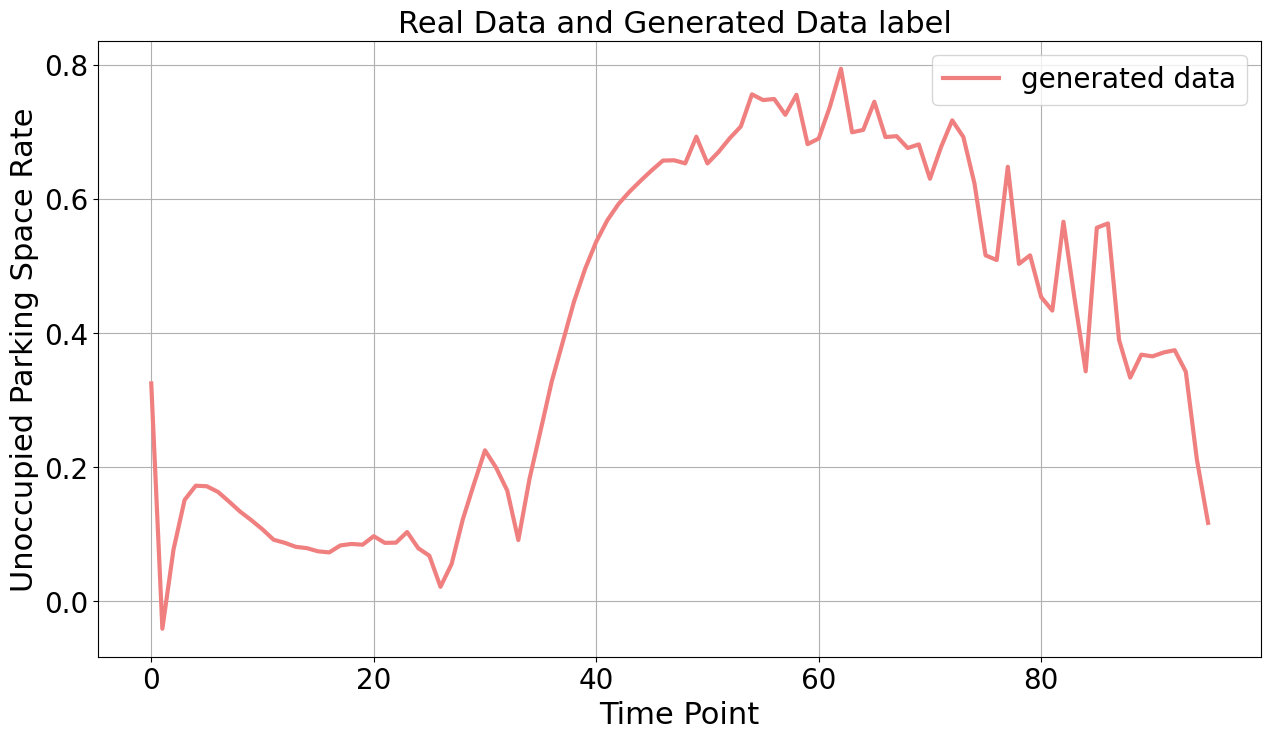 Real Data and Generated Data label
generated data
Unoccupied Parking Space Rate
0.8
0.6
0.4
0.2
0.0
0 20 40 60 80
Time Point